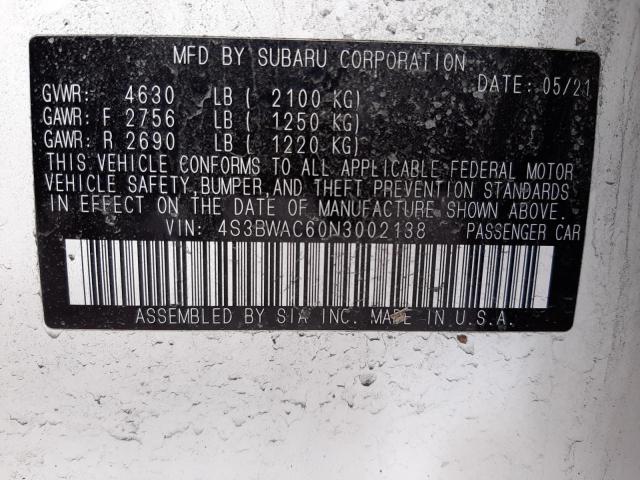 MFD BY SUBARU CORPORATION
DATE: 05/21
GVWR: 4630 LB ( 2100 KG)
GAWR: F 2756 LB ( 1250 KG)
GAWR: R 2690 LB ( 1220 KG)
THIS VEHICLE CONFORMS TO ALL APPLICABLE FEDERAL MOTOR
VEHICLE SAFETY, BUMPER, AND THEFT PREVENTION STANDARDS
IN EFFECT ON THE DATE OF MANUFACTURE SHOWN ABOVE.
VIN: 4S3BWAC60N3002138 PASSENGER CAR
ASSEMBLED BY SIA INC. MADE IN U.S.A.